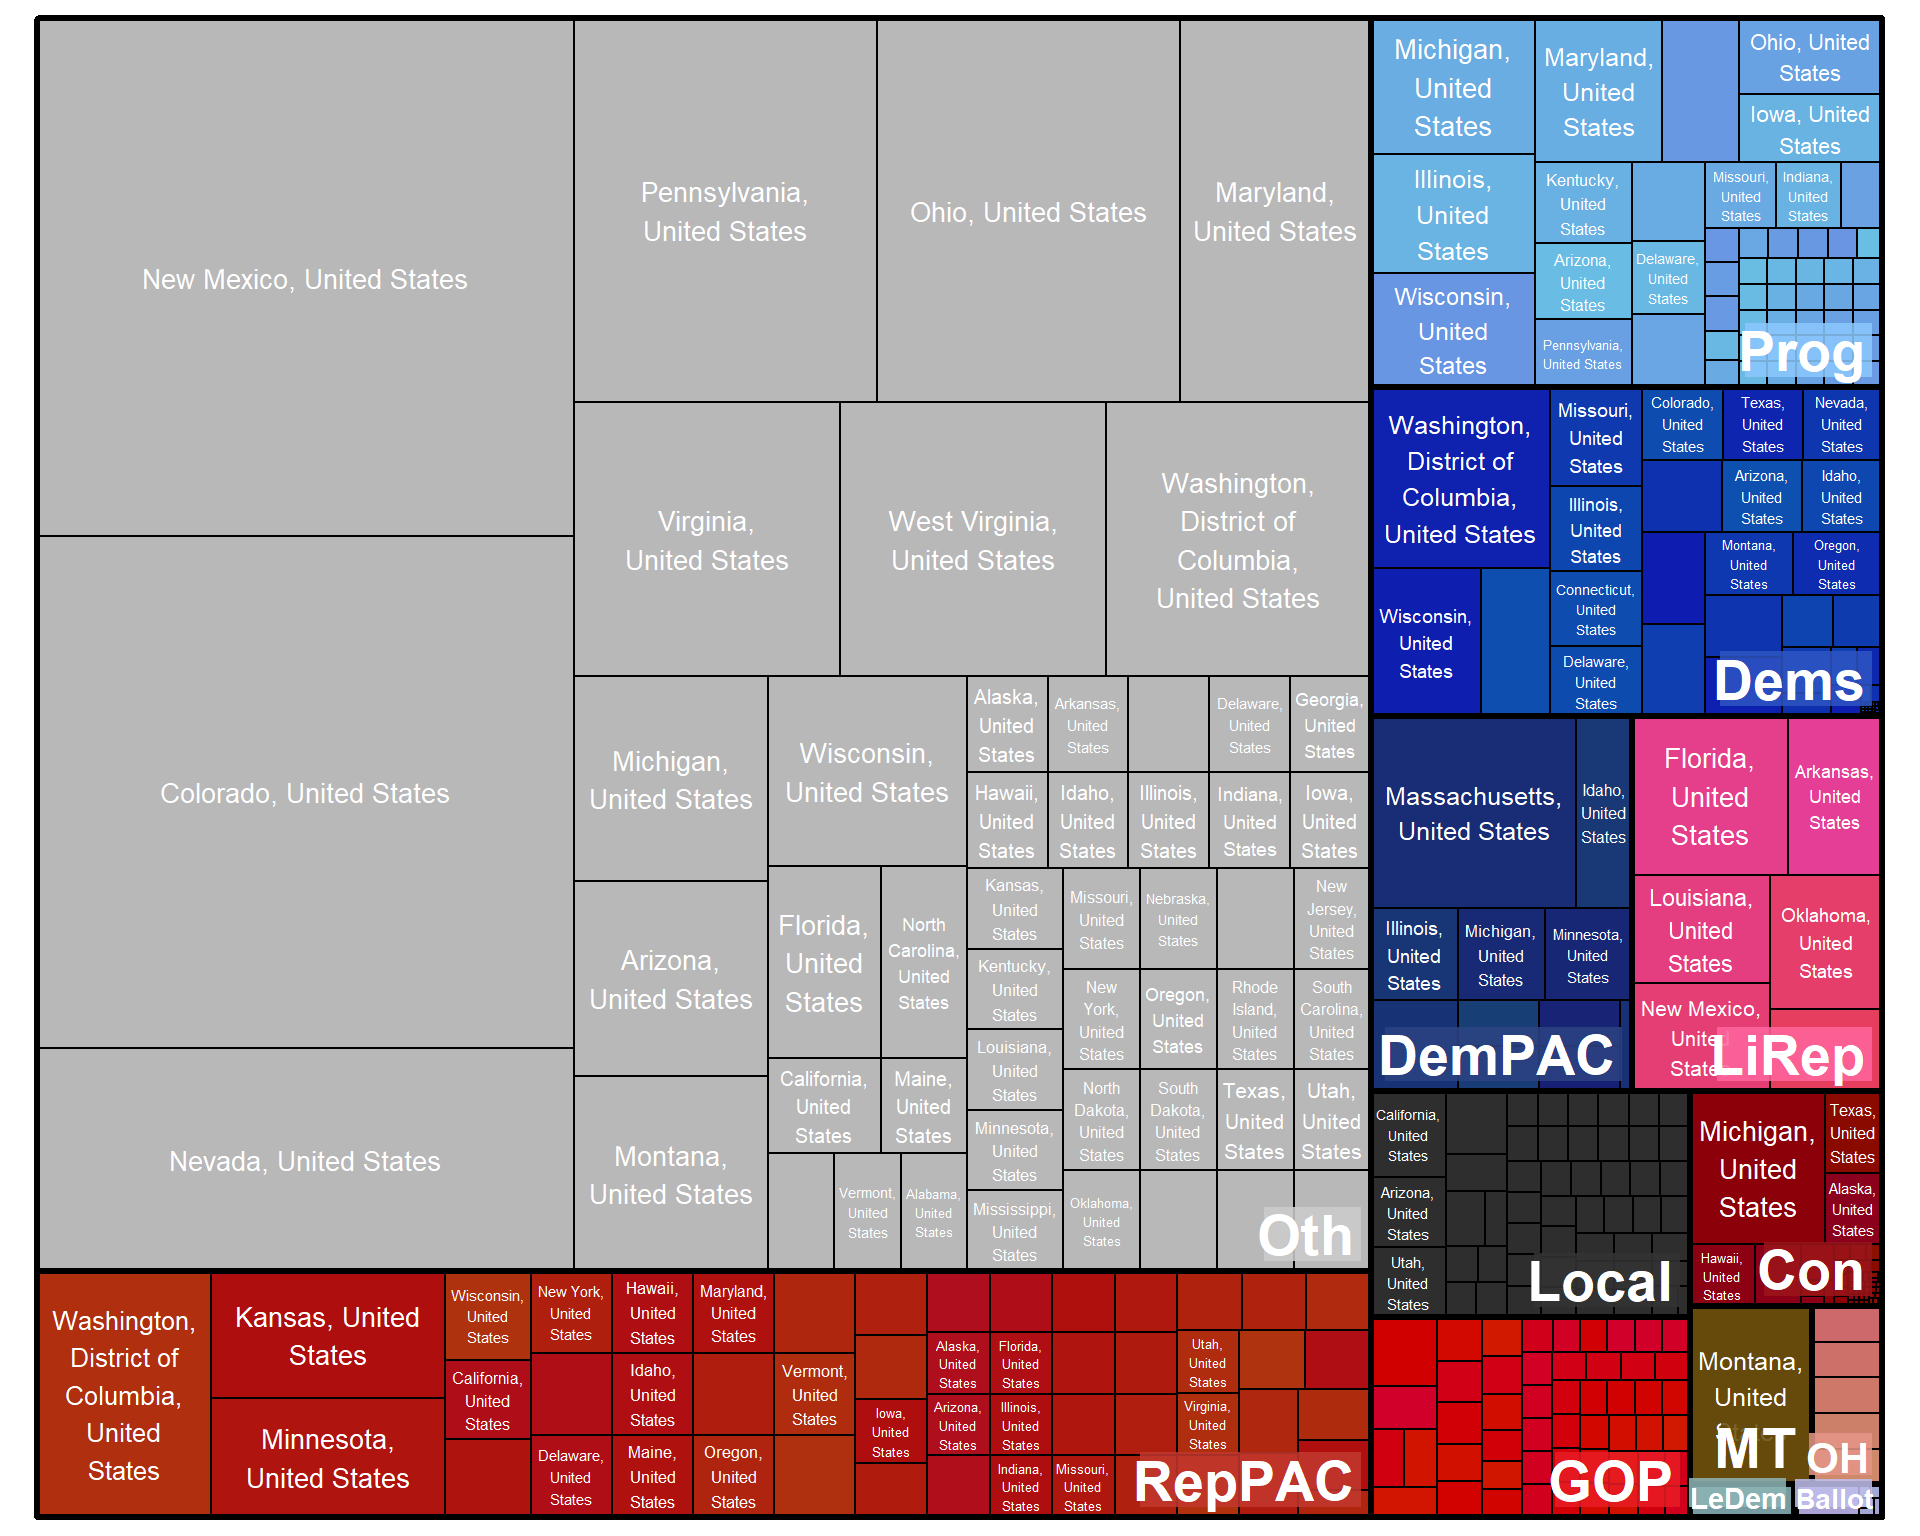 New Mexico, United States
Colorado, United States
Nevada, United States
Pennsylvania,
United States
Ohio, United States
Maryland,
United States
Virginia,
United States
West Virginia,
United States
Washington,
District of
Columbia,
United States
Michigan,
United States
Arizona,
United States
Montana,
United States
Wisconsin,
United States
Florida,
United
States
North
Carolina,
United
States
California,
United
States
Maine,
United
States
Vermont,
United
States
Alabama,
United
States
Alaska,
United
States
Arkansas,
United
States
Delaware,
United
States
Georgia,
United
States
Hawaii,
United
States
Idaho,
United
States
Illinois,
United
States
Indiana,
United
States
Iowa,
United
States
Kansas,
United
States
Kentucky,
United
States
Louisiana,
United
States
Minnesota,
United
States
Mississippi,
United
States
Missouri,
United
States
Nebraska,
United
States
New
Jersey,
United
States
New
York,
United
States
Oregon,
United
States
Rhode
Island,
United
States
South
Carolina,
United
States
North
Dakota,
United
States
South
Dakota,
United
States
Texas,
United
States
Utah,
United
States
Oklahoma,
United
States
Oth
Washington,
District of
Columbia,
United
States
Kansas, United
States
Minnesota,
United States
Wisconsin,
United
States
California,
United
States
New York,
United
States
Delaware,
United
States
Hawaii,
United
States
Idaho,
United
States
Maine,
United
States
Maryland,
United
States
Oregon,
United
States
Vermont,
United
States
Iowa,
United
States
Alaska,
United
States
Arizona,
United
States
Florida,
United
States
Illinois,
United
States
Indiana,
United
States
Missouri,
United
States
Utah,
United
States
Virginia,
United
States
RepPAC
Michigan,
United
States
Illinois,
United
States
Wisconsin,
United
States
Maryland,
United
States
Ohio, United
States
Iowa, United
States
Kentucky,
United
States
Arizona,
United
States
Pennsylvania,
United States
Delaware,
United
States
Missouri,
United
States
Indiana,
United
States
Prog
Washington,
District of
Columbia,
United States
Wisconsin,
United
States
Missouri,
United
States
Illinois,
United
States
Connecticut,
United
States
Delaware,
United
States
Colorado,
United
States
Texas,
United
States
Nevada,
United
States
Arizona,
United
States
Idaho,
United
States
Montana,
United
States
Oregon,
United
States
Dems
Massachusetts,
United States
Idaho,
United
States
Illinois,
United
States
Michigan,
United
States
Minnesota,
United
States
DemPAC
Florida,
United
States
Arkansas,
United
States
Louisiana,
United
States
Oklahoma,
United
States
New Mexico,
United
States
LiRep
California,
United
States
Arizona,
United
States
Utah,
United
States
Local
Michigan,
United
States
Texas,
United
States
Alaska,
United
States
Hawaii,
United
States
Con
GOP
Montana,
United
States
MT
OH
LeDem
Ballot